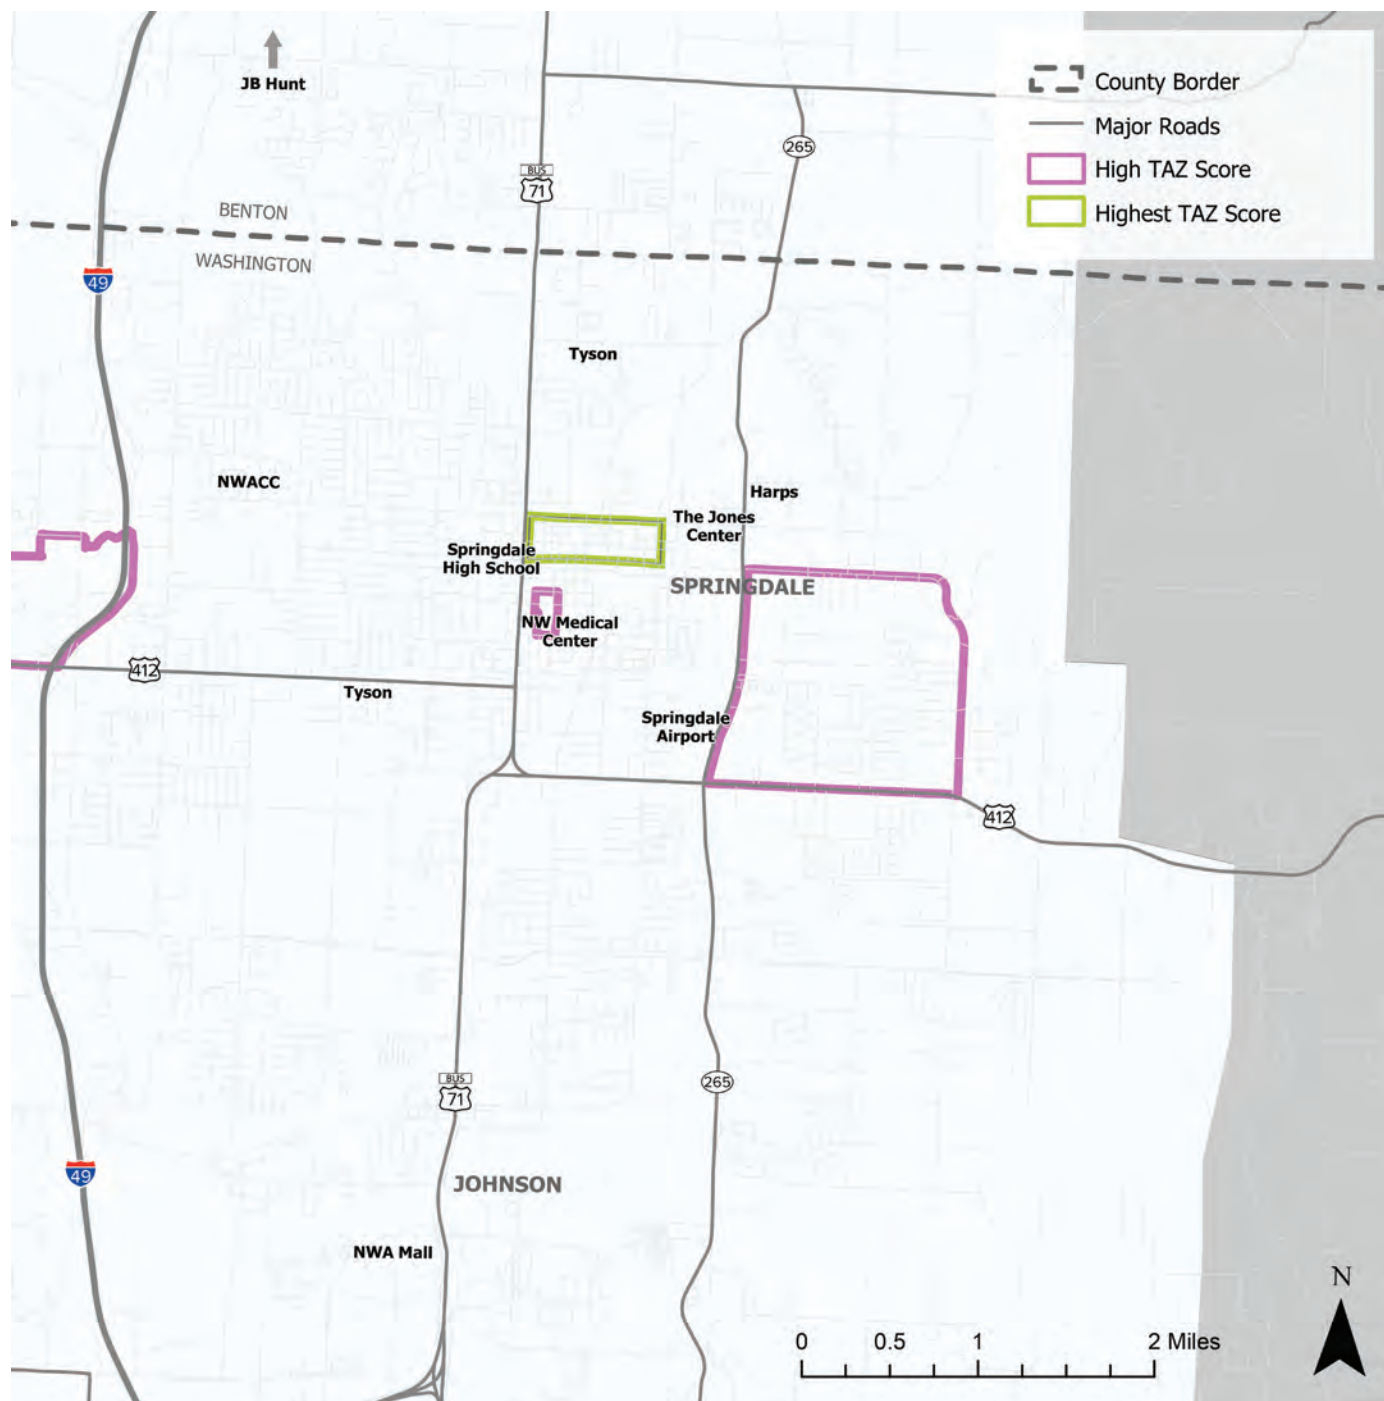 JB Hunt
County Border
Major Roads
High TAZ Score
Highest TAZ Score
265
BUS
71
BENTON
WASHINGTON
49
Tyson
NWACC
Harps
The Jones
Center
Springdale
High School
SPRINGDALE
NW Medical
Center
412
Tyson
Springdale
Airport
412
BUS
71
265
49
JOHNSON
NWA Mall
N
0 0.5 1 2 Miles